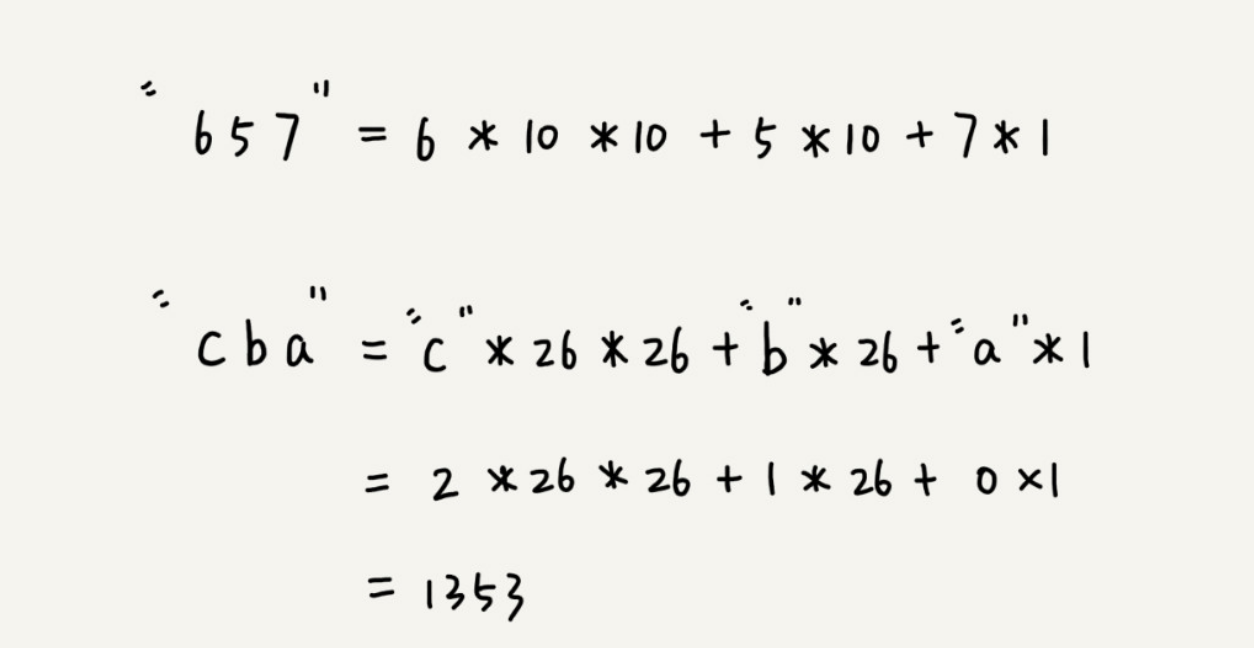 "657" = 6 * 10 * 10 + 5 * 10 + 7 * 1
"cba" = "c" * 26 * 26 + "b" * 26 + "a" * 1
= 2 * 26 * 26 + 1 * 26 + 0 × 1
= 1353